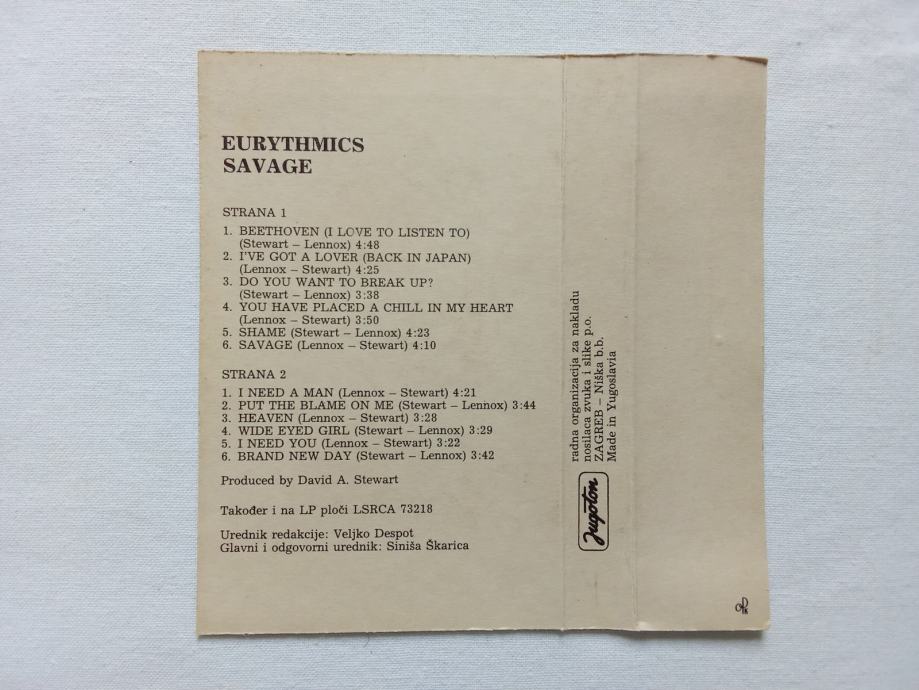 EURYTHMICS
SAVAGE
STRANA 1
1. BEETHOVEN (I LOVE TO LISTEN TO)
(Stewart – Lennox) 4:48
2. I'VE GOT A LOVER (BACK IN JAPAN)
(Lennox – Stewart) 4:25
3. DO YOU WANT TO BREAK UP?
(Stewart – Lennox) 3:38
4. YOU HAVE PLACED A CHILL IN MY HEART
(Lennox – Stewart) 3:50
5. SHAME (Stewart – Lennox) 4:23
6. SAVAGE (Lennox – Stewart) 4:10
STRANA 2
1. I NEED A MAN (Lennox – Stewart) 4:21
2. PUT THE BLAME ON ME (Stewart – Lennox) 3:44
3. HEAVEN (Lennox – Stewart) 3:28
4. WIDE EYED GIRL (Stewart – Lennox) 3:29
5. I NEED YOU (Lennox – Stewart) 3:22
6. BRAND NEW DAY (Stewart – Lennox) 3:42
Produced by David A. Stewart
Također i na LP ploči LSRCA 73218
Urednik redakcije: Veljko Despot
Glavni i odgovorni urednik: Siniša Škarica
Jugoton
radna organizacija za nakladu
nosilaca zvuka i slike p.o.
ZAGREB – Niška b.b.
Made in Yugoslavia